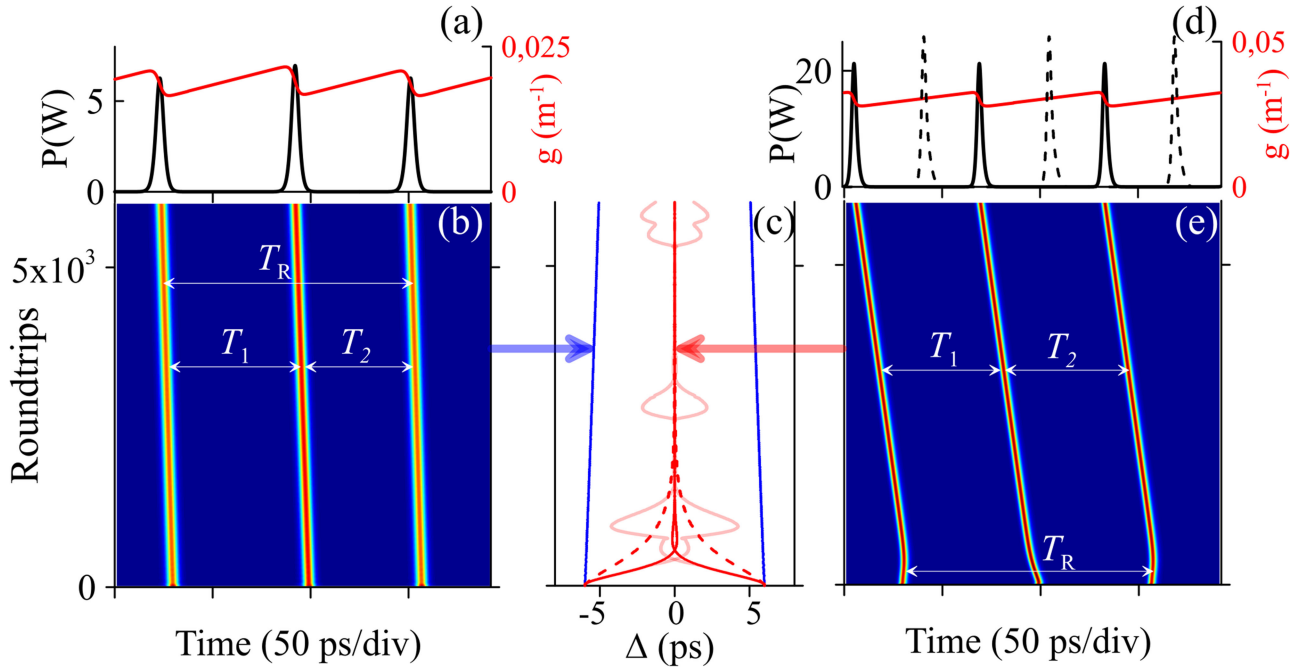 (a)
0,025
5
P(W)
0
g (m⁻¹)
0
(d)
0,05
20
10
P(W)
0
g (m⁻¹)
0
(b)
T_R
T_1
T_2
5x10³
Roundtrips
0
Time (50 ps/div)
(c)
-5
0
5
Δ (ps)
(e)
T_1
T_2
T_R
Time (50 ps/div)